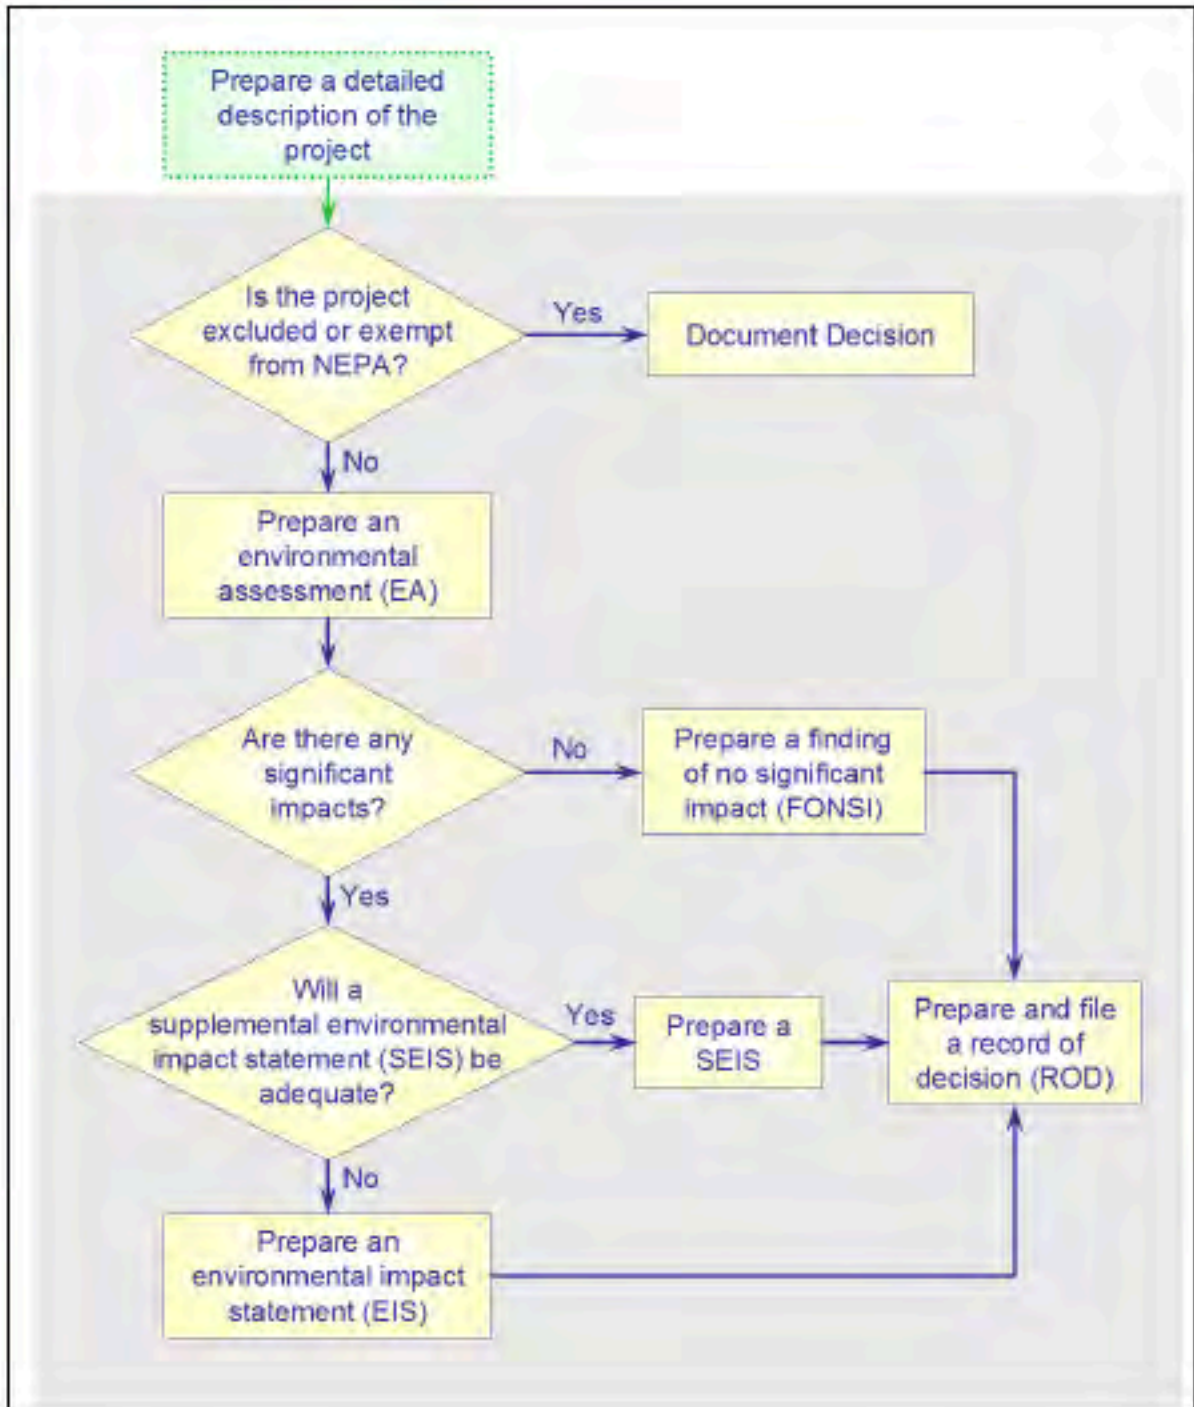 Prepare a detailed
description of the
project
Is the project
excluded or exempt
from NEPA?
Yes
Document Decision
No
Prepare an
environmental
assessment (EA)
Are there any
significant
impacts?
No
Prepare a finding
of no significant
impact (FONSI)
Yes
Will a
supplemental environmental
impact statement (SEIS) be
adequate?
Yes
Prepare a
SEIS
Prepare and file
a record of
decision (ROD)
No
Prepare an
environmental impact
statement (EIS)